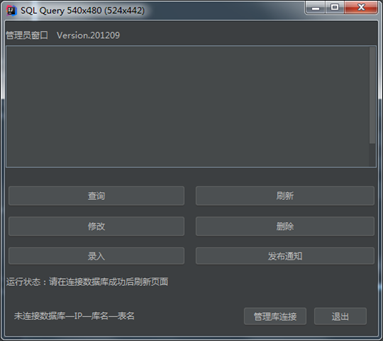 SQL Query 540x480 (524x442)
管理员窗口 Version.201209
查询 刷新
修改 删除
录入 发布通知
运行状态：请在连接数据库成功后刷新页面
未连接数据库—IP—库名—表名 管理库连接 退出